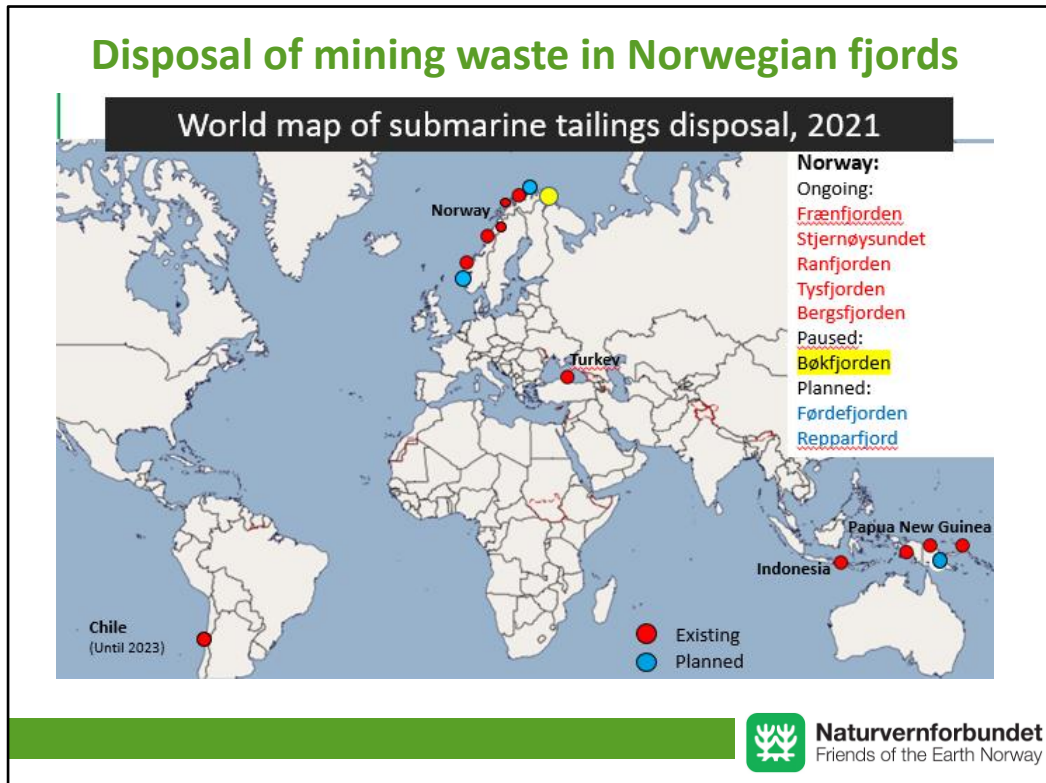 Disposal of mining waste in Norwegian fjords
World map of submarine tailings disposal, 2021
Norway:
Ongoing:
Frænfjorden
Stjernøysundet
Ranfjorden
Tysfjorden
Bergsfjorden
Paused:
Bøkfjorden
Planned:
Førdefjorden
Repparfjord
Norway
Turkey
Papua New Guinea
Indonesia
Chile
(Until 2023)
Existing
Planned
Naturvernforbundet
Friends of the Earth Norway